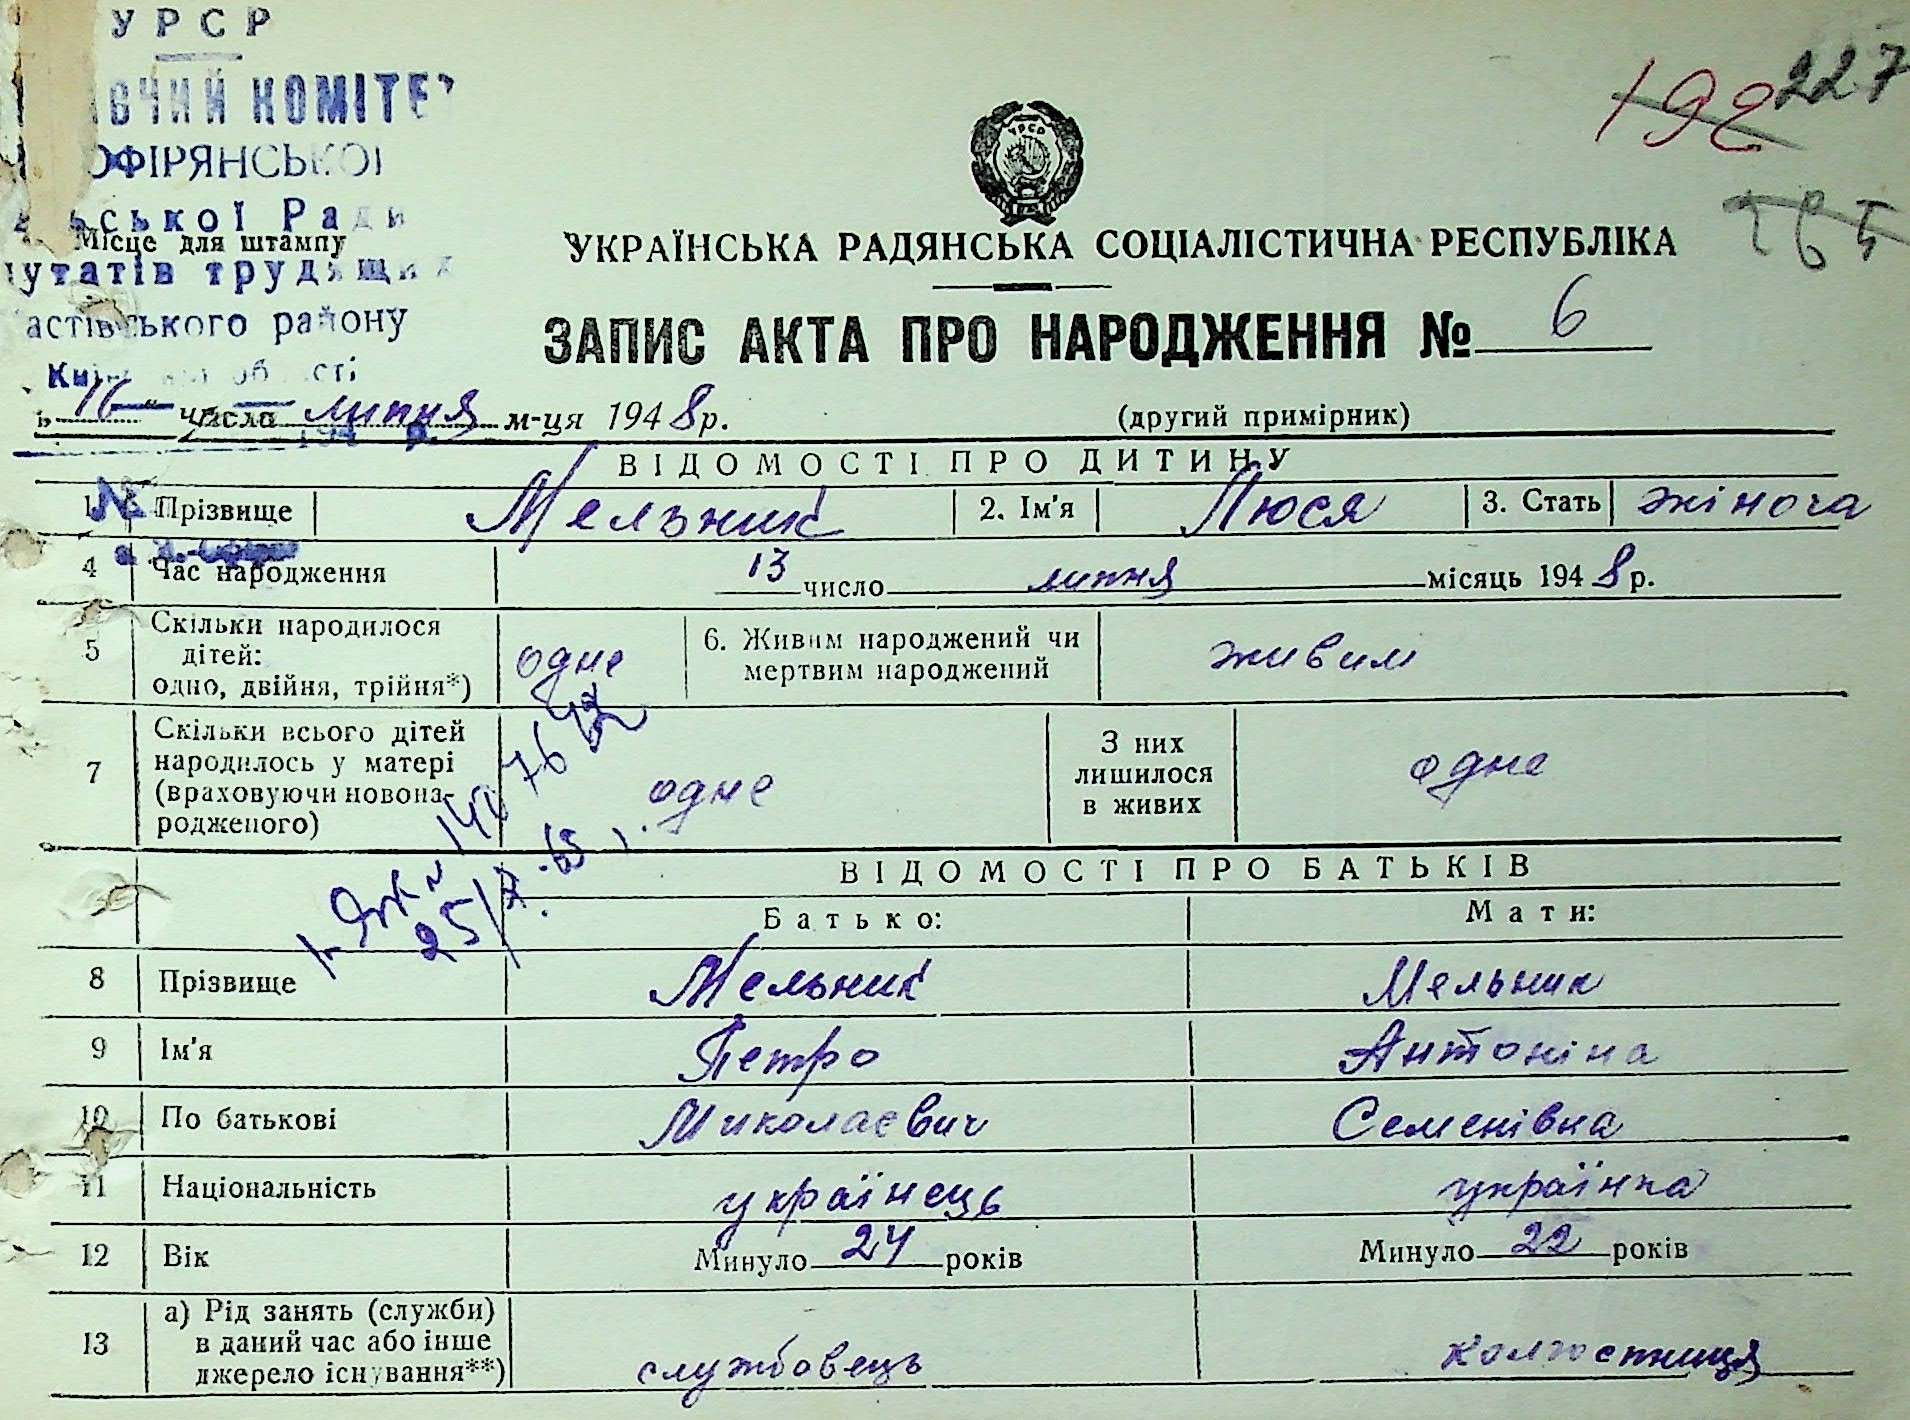 УРСР
КОМІТЕТ
ОФІРЯНСЬКОЇ
ської Ради
Місце для штампу
путатів трудящих
астівського району
області
192 227
165
УРСР
УКРАЇНСЬКА РАДЯНСЬКА СОЦІАЛІСТИЧНА РЕСПУБЛІКА
ЗАПИС АКТА ПРО НАРОДЖЕННЯ № 6
16 числа липня м-ця 1948 р.
(другий примірник)
ВІДОМОСТІ ПРО ДИТИНУ
1 Прізвище Мельник 2. Ім'я Люся 3. Стать жіноча
4 Час народження 13 число липня місяць 1948 р.
5 Скільки народилося дітей: одно, двійня, трійня*) одне 6. Живим народжений чи мертвим народжений живим
7 Скільки всього дітей народилось у матері (враховуючи новонародженого) одне З них лишилося в живих одне
25/X-65
ВІДОМОСТІ ПРО БАТЬКІВ
Батько: Мати:
8 Прізвище Мельник Мельник
9 Ім'я Петро Антоніна
10 По батькові Миколаєвич Семенівна
11 Національність українець українка
12 Вік Минуло 24 років Минуло 22 років
13 а) Рід занять (служби) в даний час або інше джерело існування**) службовець колгостниця